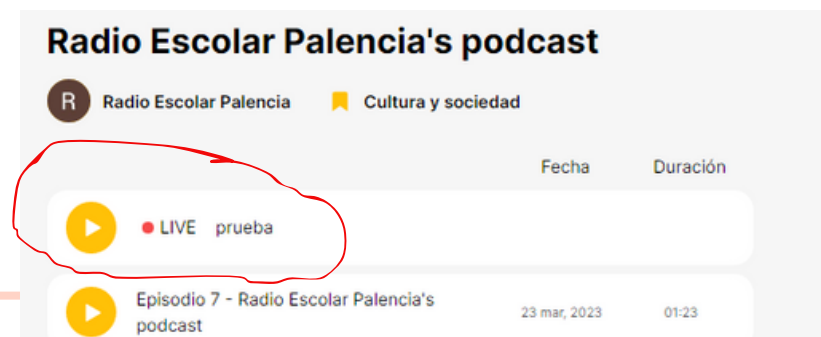 Radio Escolar Palencia's podcast
R Radio Escolar Palencia Cultura y sociedad
Fecha Duración
LIVE prueba
Episodio 7 - Radio Escolar Palencia's
podcast
23 mar, 2023 01:23